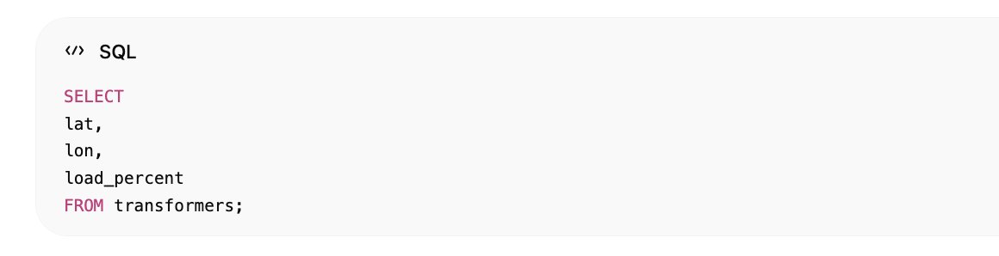 SQL
SELECT
lat,
lon,
load_percent
FROM transformers;